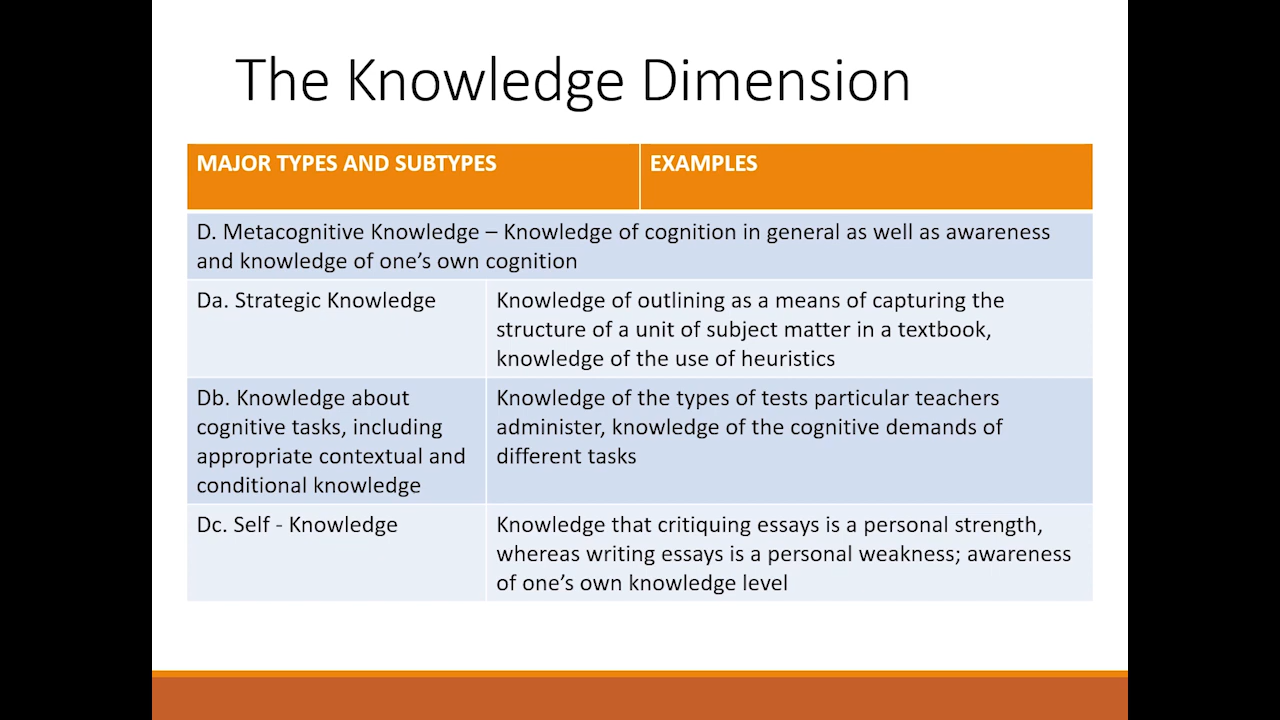 The Knowledge Dimension
MAJOR TYPES AND SUBTYPES
EXAMPLES
D. Metacognitive Knowledge – Knowledge of cognition in general as well as awareness
and knowledge of one’s own cognition
Da. Strategic Knowledge
Knowledge of outlining as a means of capturing the
structure of a unit of subject matter in a textbook,
knowledge of the use of heuristics
Db. Knowledge about
cognitive tasks, including
appropriate contextual and
conditional knowledge
Knowledge of the types of tests particular teachers
administer, knowledge of the cognitive demands of
different tasks
Dc. Self - Knowledge
Knowledge that critiquing essays is a personal strength,
whereas writing essays is a personal weakness; awareness
of one’s own knowledge level